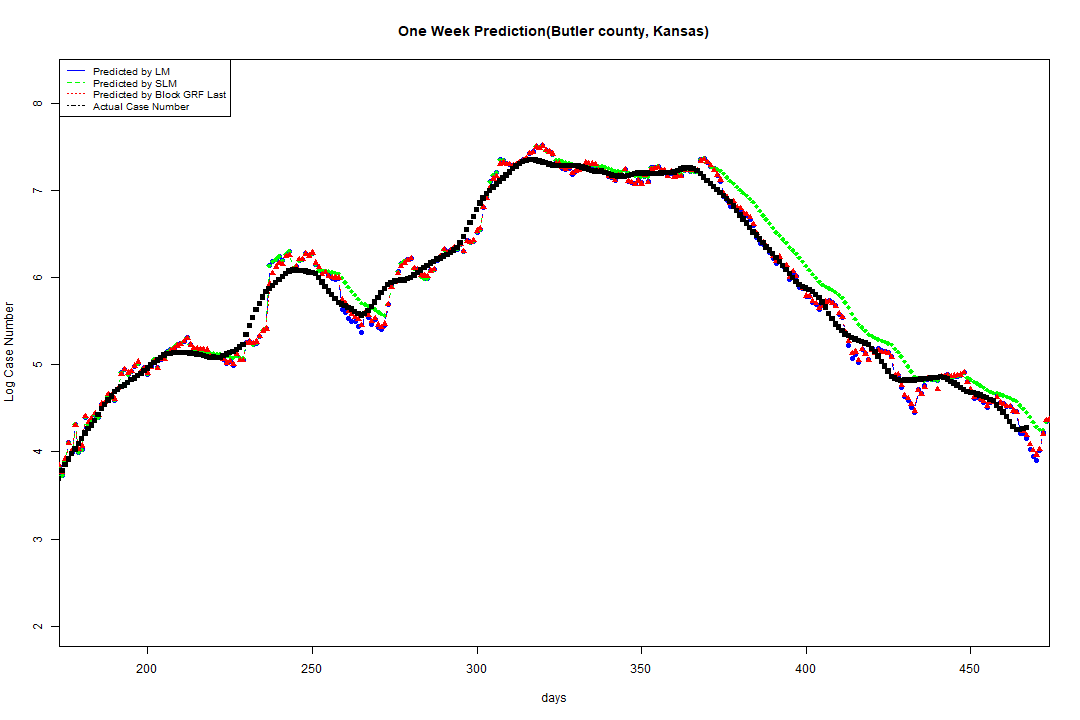 One Week Prediction(Butler county, Kansas)
Predicted by LM
Predicted by SLM
Predicted by Block GRF Last
Actual Case Number
8
7
6
5
4
3
2
Log Case Number
200 250 300 350 400 450
days